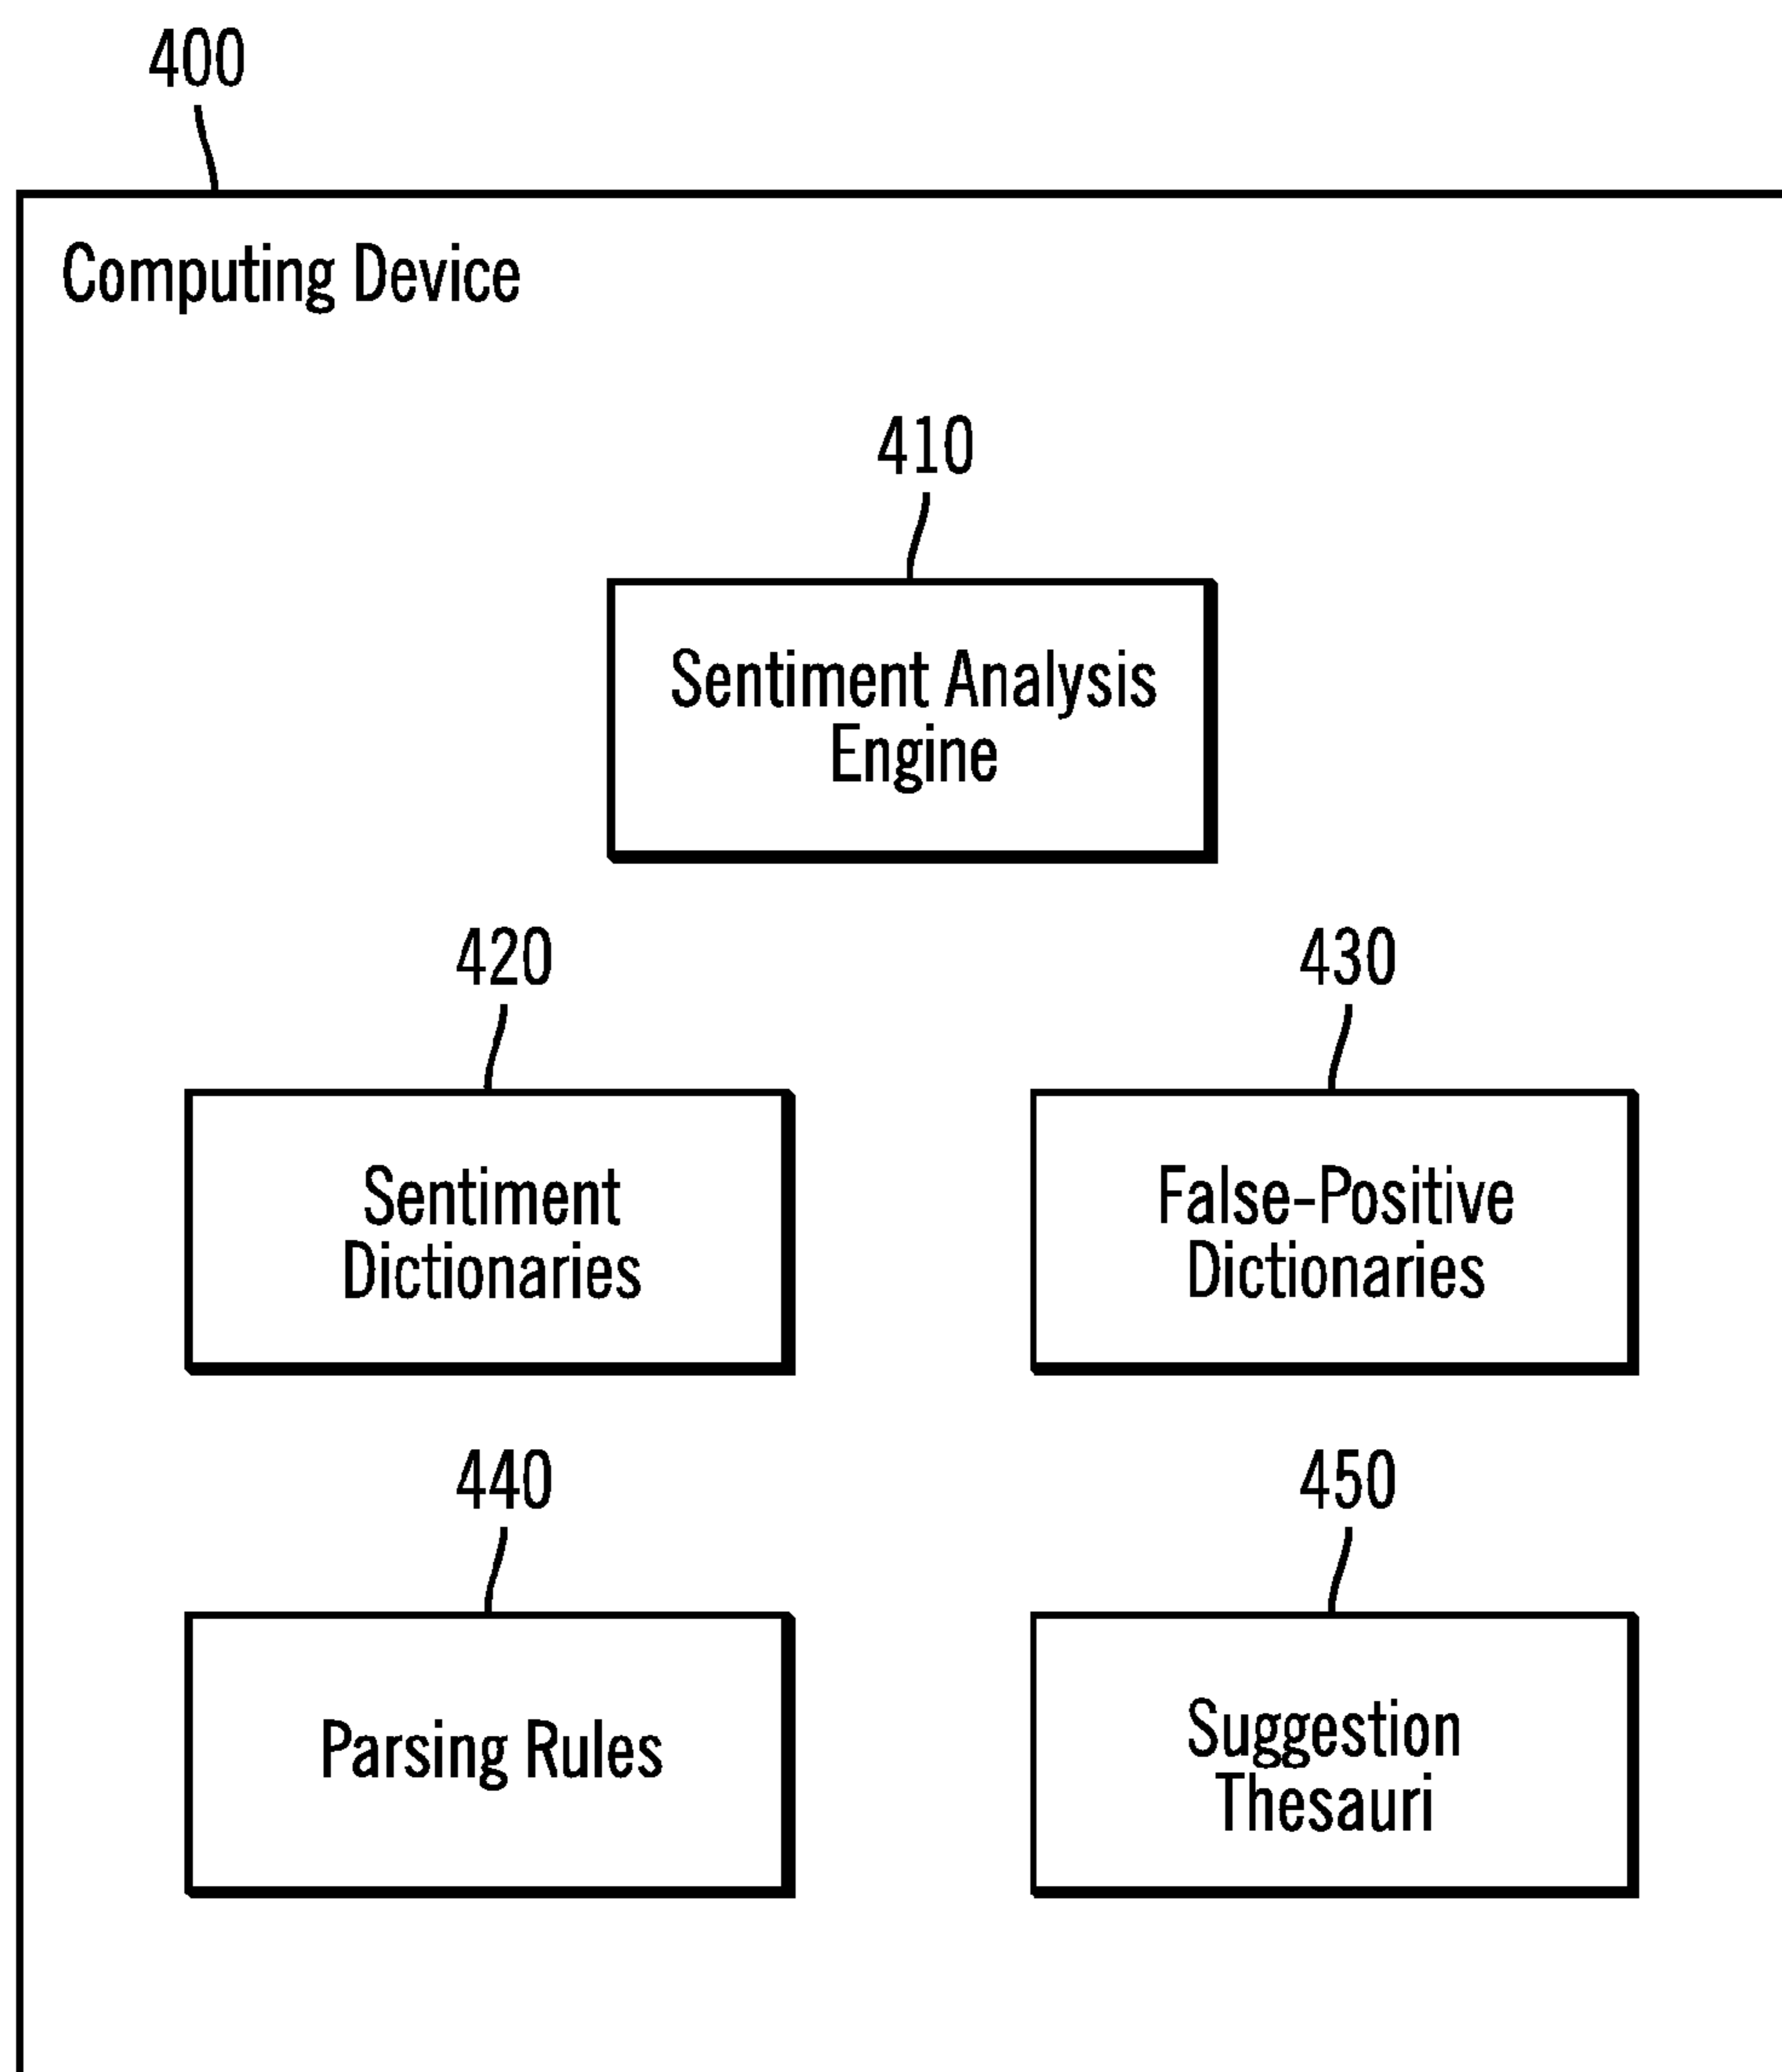 400
Computing Device
410
Sentiment Analysis
Engine
420
430
Sentiment
Dictionaries
False-Positive
Dictionaries
440
450
Parsing Rules
Suggestion
Thesauri